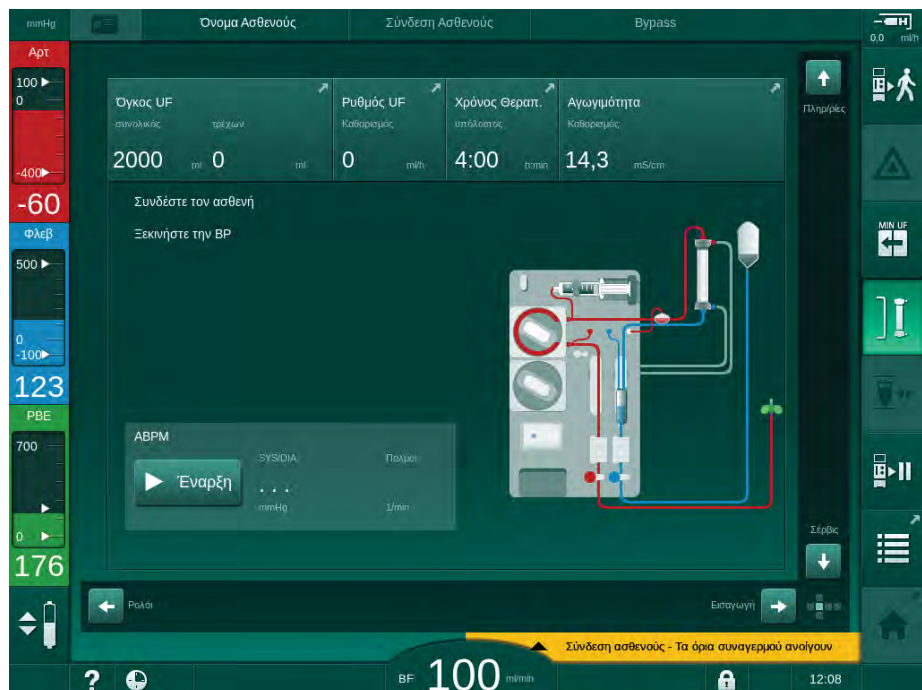 mmHg
Όνομα Ασθενούς
Σύνδεση Ασθενούς
Bypass
0,0 ml/h
Αρτ
100
0
-400
-60
Φλεβ
500
0
-100
123
PBE
700
0
176
Όγκος UF
συνολικός τρέχων
2000 ml 0 ml
Ρυθμός UF
Καθορισμός
0 ml/h
Χρόνος Θεραπ.
υπόλοιπος
4:00 h:min
Αγωγιμότητα
Καθορισμός
14,3 mS/cm
Πληρ/ρίες
Συνδέστε τον ασθενή
Ξεκινήστε την BP
MIN UF
ABPM
SYS/DIA
Παλμοί
Έναρξη
. . .
mmHg
1/min
Σέρβις
Ρολόι
Εισαγωγή
Σύνδεση ασθενούς - Τα όρια συναγερμού ανοίγουν
?
BF 100 ml/min
12:08